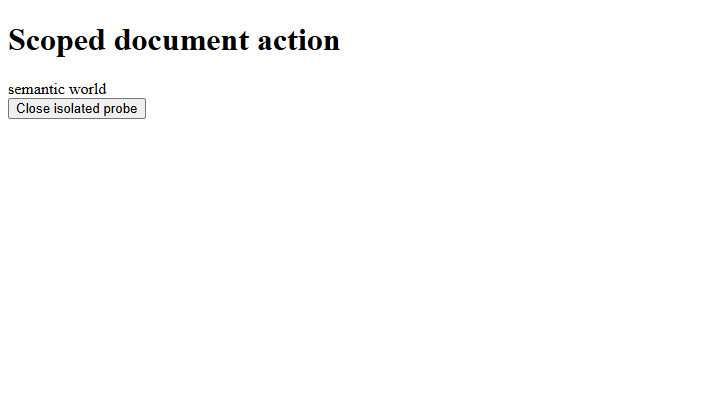 Scoped document action
semantic world
Close isolated probe